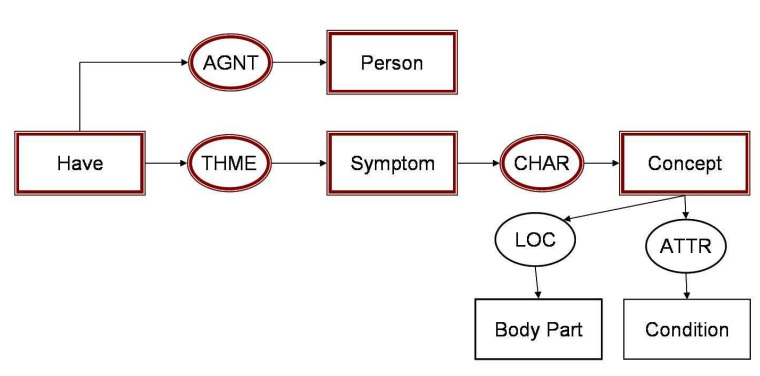 AGNT
Person
Have
THME
Symptom
CHAR
Concept
LOC
ATTR
Body Part
Condition